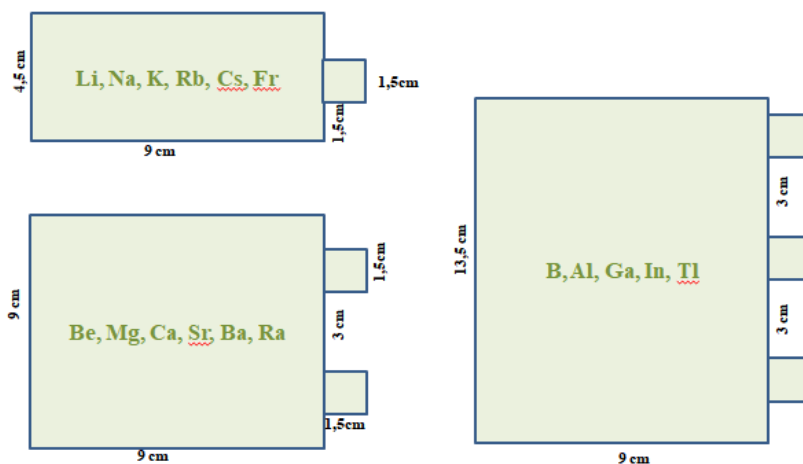 4,5 cm
Li, Na, K, Rb, Cs, Fr
1,5cm
1,5cm
9 cm
9 cm
Be, Mg, Ca, Sr, Ba, Ra
1,5cm
3 cm
1,5cm
9 cm
13,5 cm
B, Al, Ga, In, Tl
3 cm
3 cm
9 cm